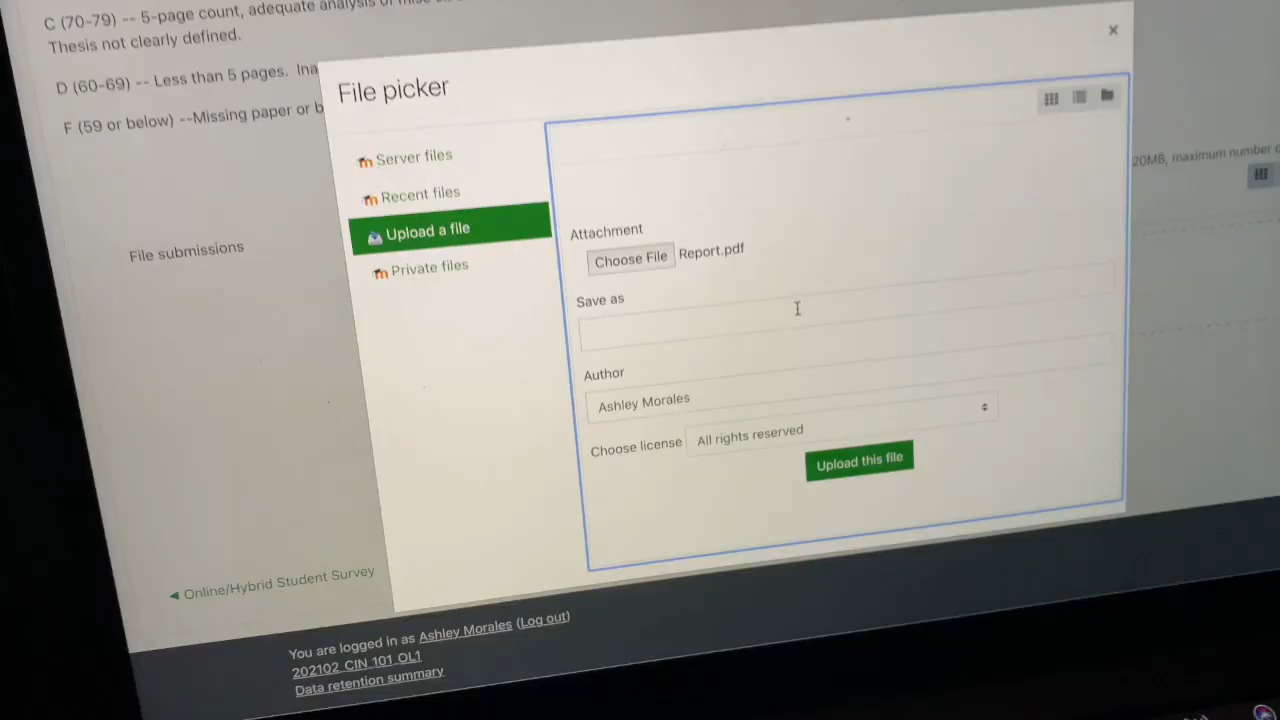 C (70-79) -- 5-page count, adequate analysis of
Thesis not clearly defined.
D (60-69) -- Less than 5 pages. Ina
F (59 or below) --Missing paper or b
File picker
×
Server files
Recent files
Upload a file
Private files
Attachment
Choose File Report.pdf
Save as
Author
Ashley Morales
Choose license All rights reserved
Upload this file
20MB, maximum number
File submissions
◄ Online/Hybrid Student Survey
You are logged in as Ashley Morales (Log out)
202102_CIN_101_OL1
Data retention summary